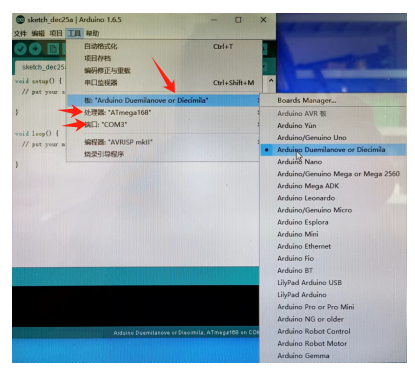 sketch_dec25a | Arduino 1.6.5
文件 编辑 项目 工具 帮助
自动格式化 Ctrl+T
项目存档
编码修正与重载
串口监视器 Ctrl+Shift+M
板: "Arduino Duemilanove or Diecimila"
处理器: "ATmega168"
端口: "COM3"
编程器: "AVRISP mkII"
烧录引导程序
sketch_dec25
void setup() {
// put your s
}
void loop() {
// put your m
}
Boards Manager...
Arduino AVR 板
Arduino Yún
Arduino/Genuino Uno
Arduino Duemilanove or Diecimila
Arduino Nano
Arduino/Genuino Mega or Mega 2560
Arduino Mega ADK
Arduino Leonardo
Arduino/Genuino Micro
Arduino Esplora
Arduino Mini
Arduino Ethernet
Arduino Fio
Arduino BT
LilyPad Arduino USB
LilyPad Arduino
Arduino Pro or Pro Mini
Arduino NG or older
Arduino Robot Control
Arduino Robot Motor
Arduino Gemma
Arduino Duemilanove or Diecimila, ATmega168 on COM